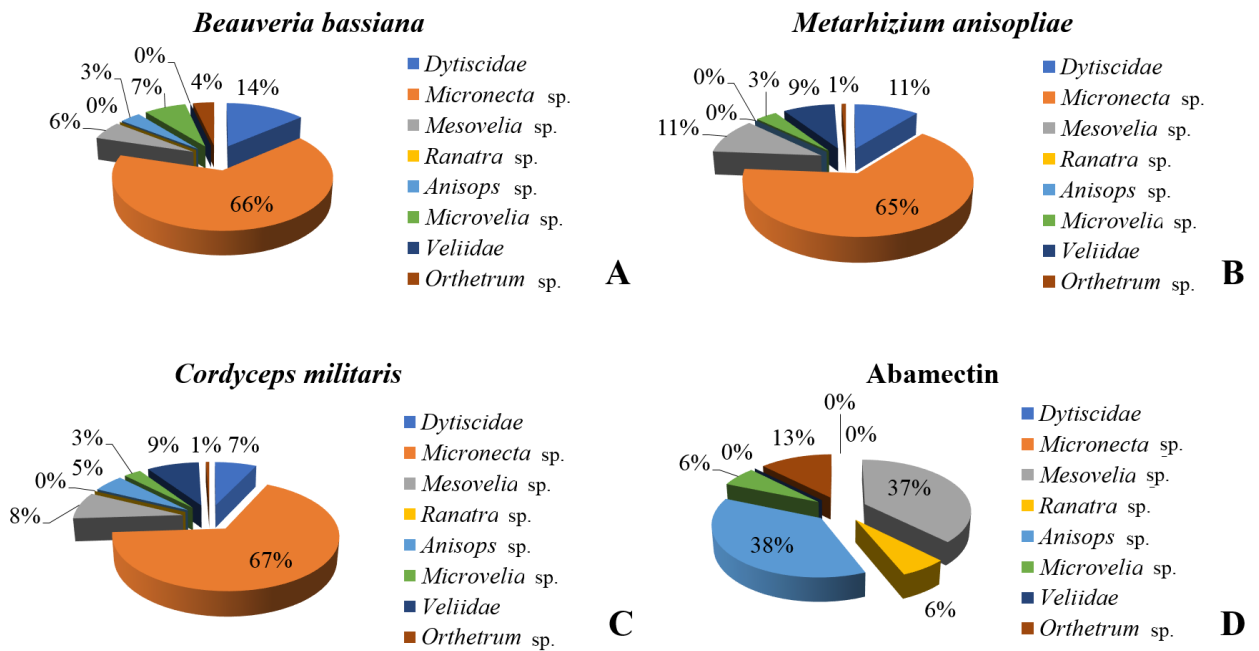 Beauveria bassiana
0%
3%
7%
4%
14%
0%
6%
66%
Dytiscidae
Micronecta sp.
Mesovelia sp.
Ranatra sp.
Anisops sp.
Microvelia sp.
Veliidae
Orthetrum sp.
A
Metarhizium anisopliae
0%
3%
9%
1%
11%
0%
11%
65%
Dytiscidae
Micronecta sp.
Mesovelia sp.
Ranatra sp.
Anisops sp.
Microvelia sp.
Veliidae
Orthetrum sp.
B
Cordyceps militaris
3%
9%
1%
7%
5%
0%
8%
67%
Dytiscidae
Micronecta sp.
Mesovelia sp.
Ranatra sp.
Anisops sp.
Microvelia sp.
Veliidae
Orthetrum sp.
C
Abamectin
0%
13%
0%
0%
6%
37%
38%
6%
Dytiscidae
Micronecta sp.
Mesovelia sp.
Ranatra sp.
Anisops sp.
Microvelia sp.
Veliidae
Orthetrum sp.
D